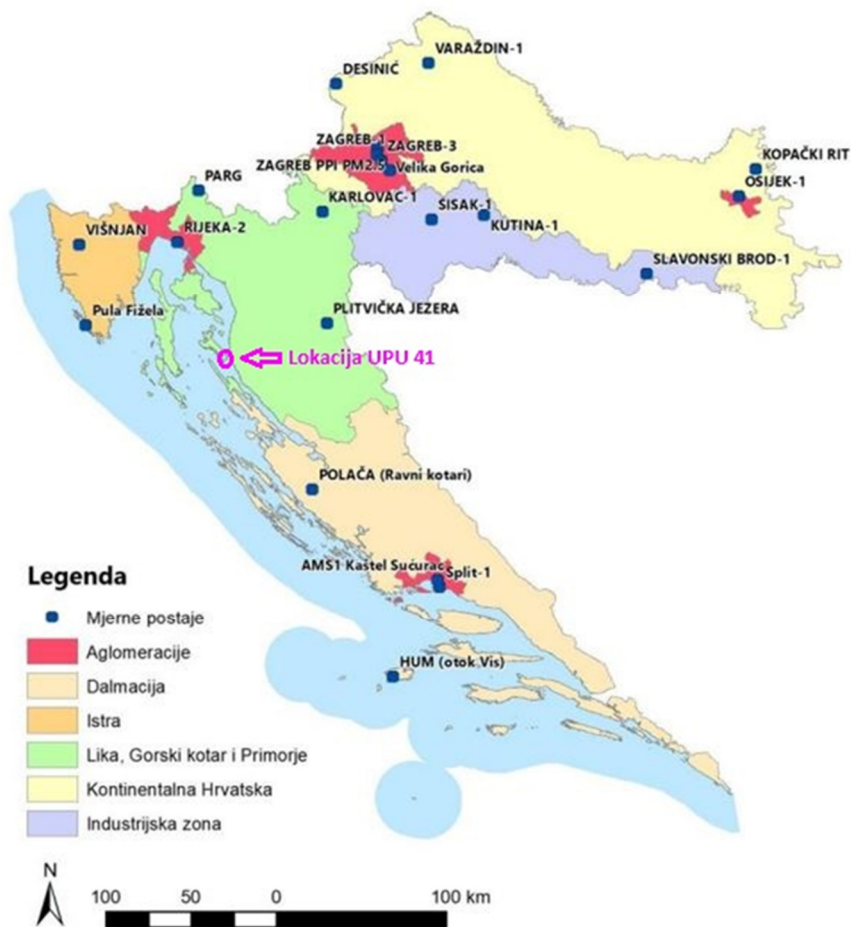 VARAŽDIN-1
DESINIĆ
ZAGREB-1
ZAGREB-3
KOPAČKI RIT
ZAGREB PPI PM2.5
Velika Gorica
PARG
OSIJEK-1
KARLOVAC-1
SISAK-1
VIŠNJAN
RIJEKA-2
KUTINA-1
SLAVONSKI BROD-1
Pula Fižela
PLITVIČKA JEZERA
Lokacija UPU 41
POLAČA (Ravni kotari)
AMS1 Kaštel Sućurac
Split-1
HUM (otok Vis)
Legenda
Mjerne postaje
Aglomeracije
Dalmacija
Istra
Lika, Gorski kotar i Primorje
Kontinentalna Hrvatska
Industrijska zona
N
100 50 0 100 km